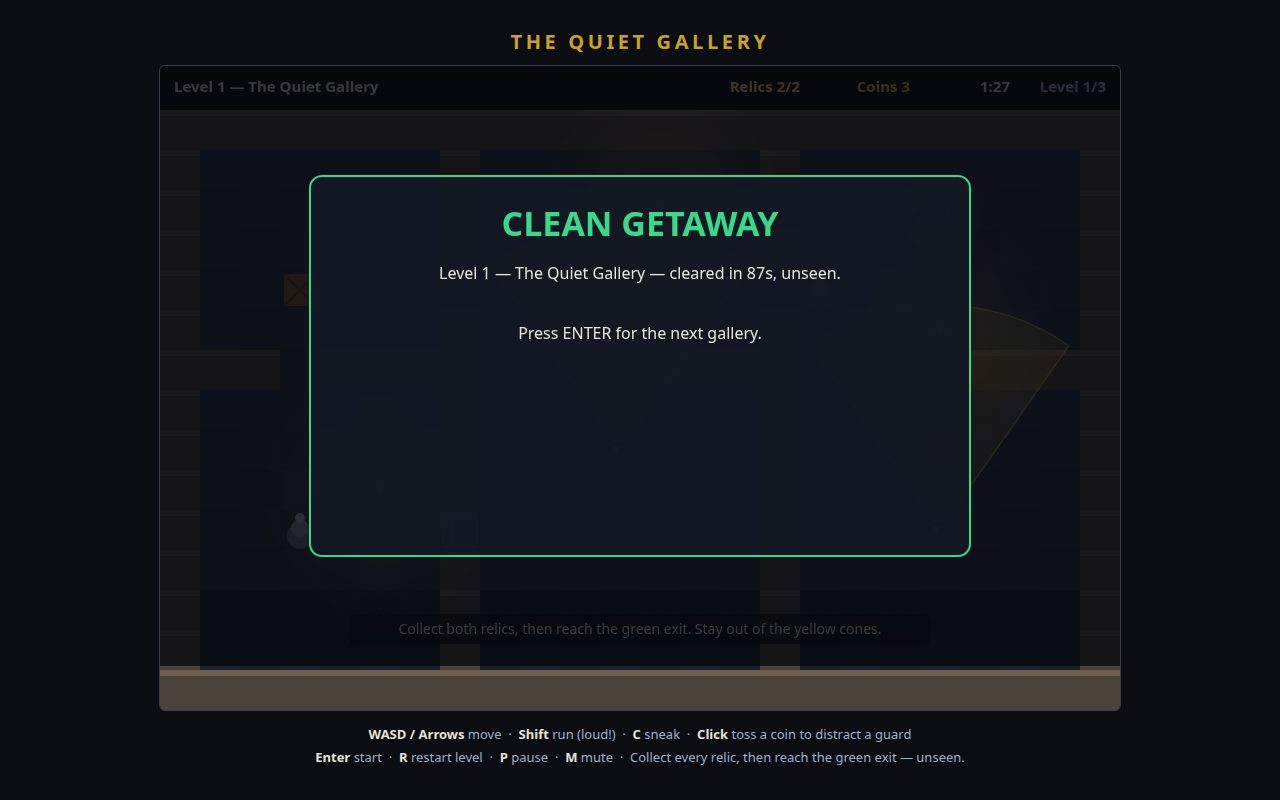 THE QUIET GALLERY
Level 1 — The Quiet Gallery Relics 2/2 Coins 3 1:27 Level 1/3
CLEAN GETAWAY
Level 1 — The Quiet Gallery — cleared in 87s, unseen.
Press ENTER for the next gallery.
Collect both relics, then reach the green exit. Stay out of the yellow cones.
WASD / Arrows move · Shift run (loud!) · C sneak · Click toss a coin to distract a guard
Enter start · R restart level · P pause · M mute · Collect every relic, then reach the green exit — unseen.